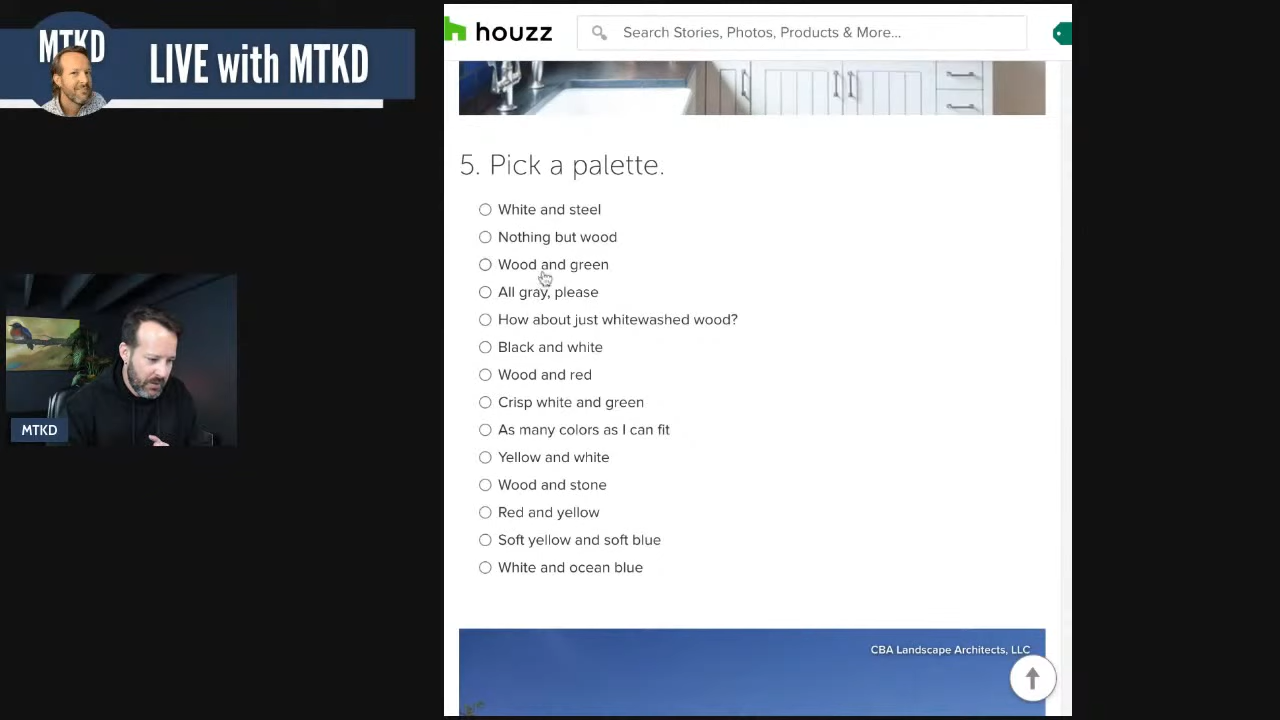 MTKD
LIVE with MTKD
houzz
Search Stories, Photos, Products & More...
5. Pick a palette.
White and steel
Nothing but wood
Wood and green
All gray, please
How about just whitewashed wood?
Black and white
Wood and red
Crisp white and green
As many colors as I can fit
Yellow and white
Wood and stone
Red and yellow
Soft yellow and soft blue
White and ocean blue
MTKD
CBA Landscape Architects, LLC